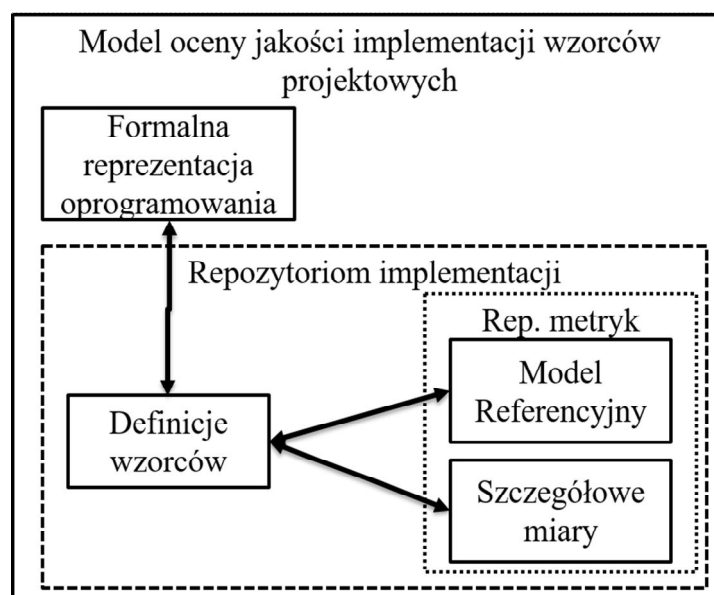 Model oceny jakości implementacji wzorców
projektowych
Formalna
reprezentacja
oprogramowania
Repozytoriom implementacji
Rep. metryk
Model
Referencyjny
Definicje
wzorców
Szczegółowe
miary